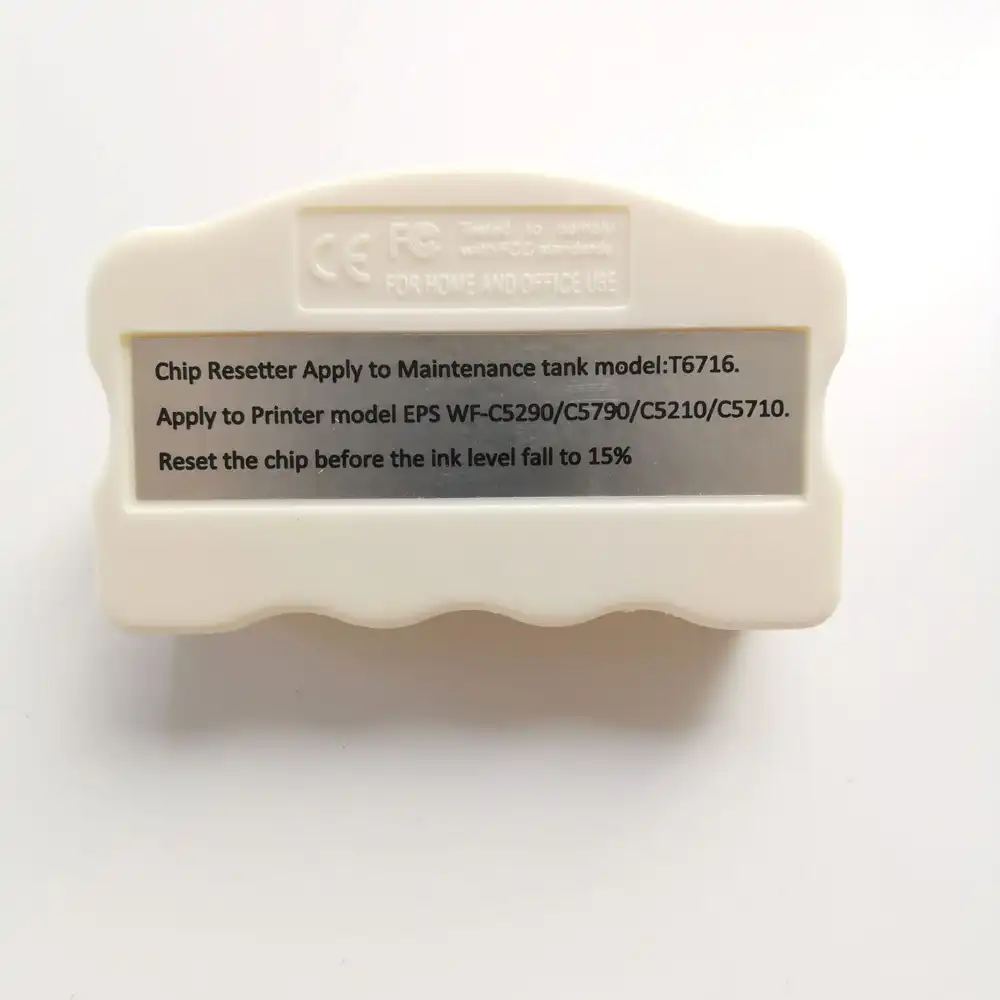 CE FC Tested to comply
with FCC standards
FOR HOME AND OFFICE USE
Chip Resetter Apply to Maintenance tank model:T6716.
Apply to Printer model EPS WF-C5290/C5790/C5210/C5710.
Reset the chip before the ink level fall to 15%